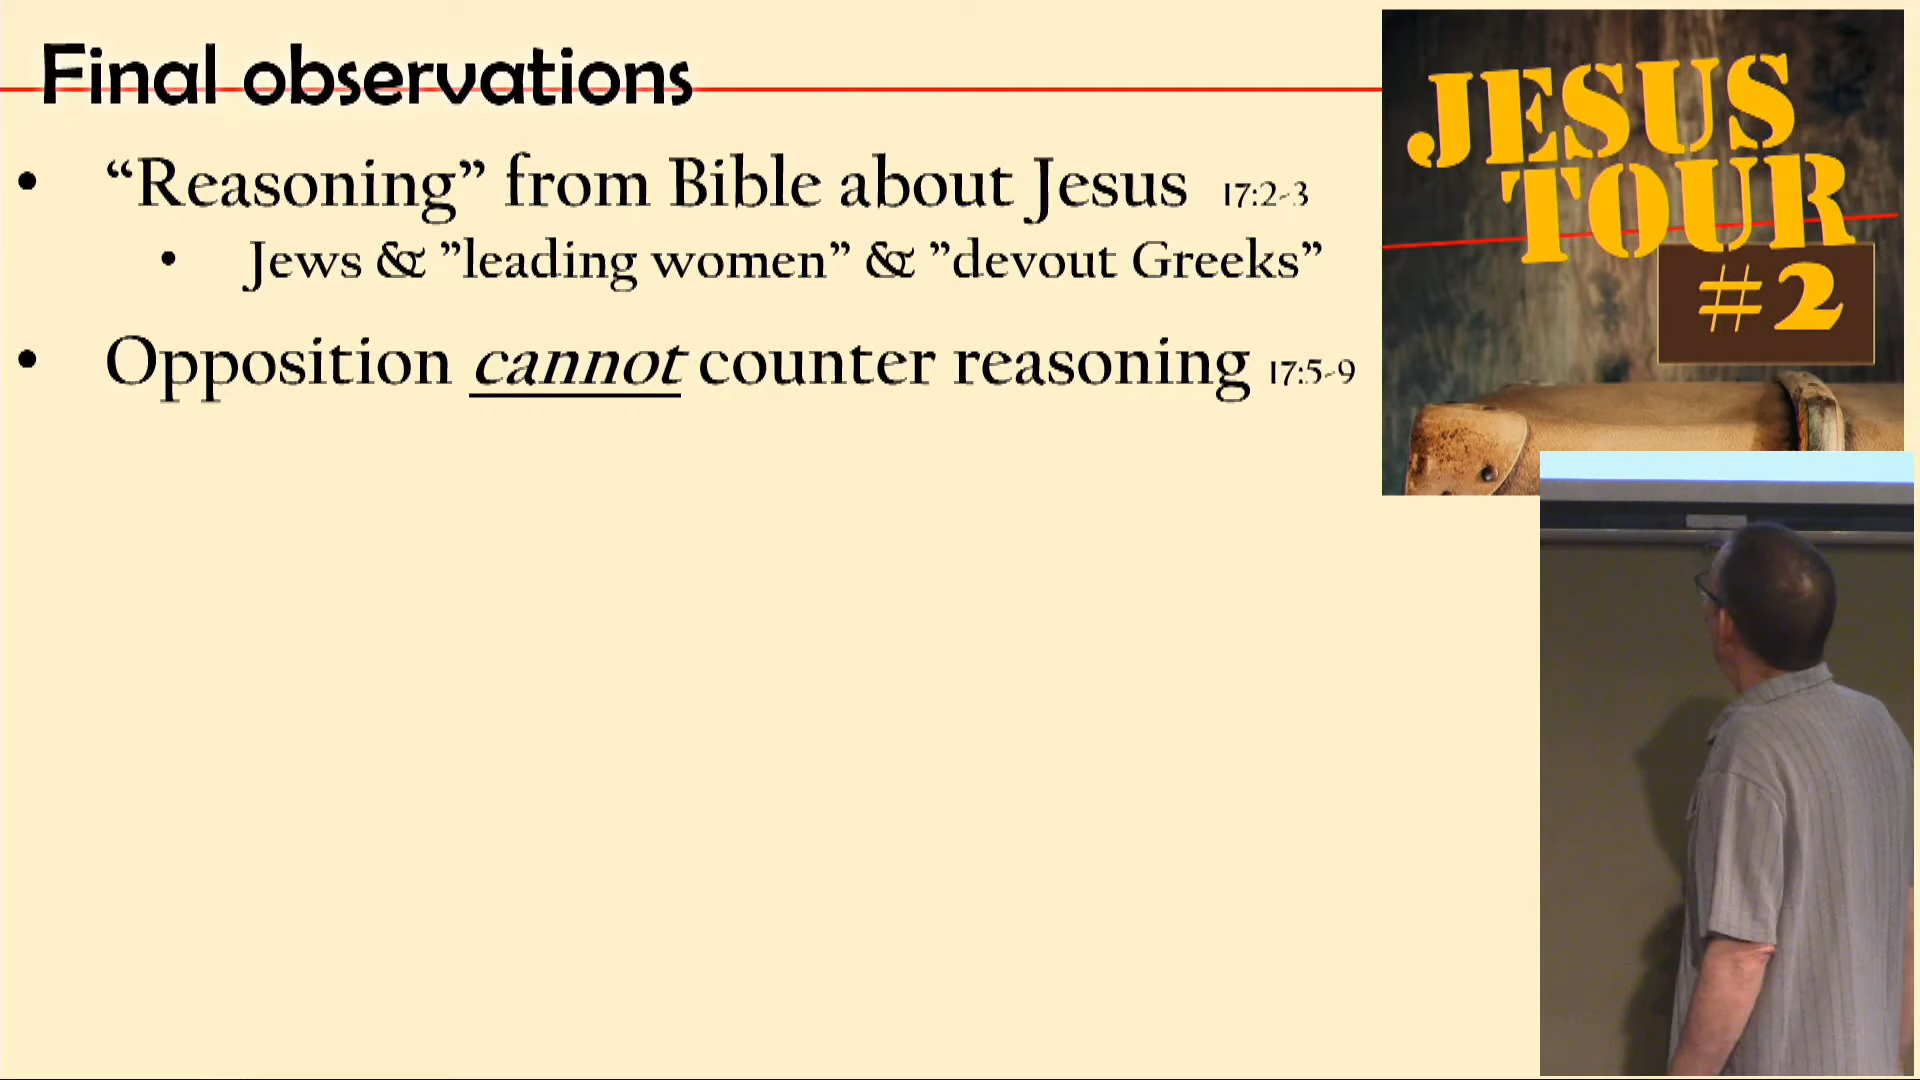 Final observations
• “Reasoning” from Bible about Jesus 17:2-3
• Jews & ”leading women” & ”devout Greeks”
• Opposition cannot counter reasoning 17:5-9
JESUS
TOUR
#2